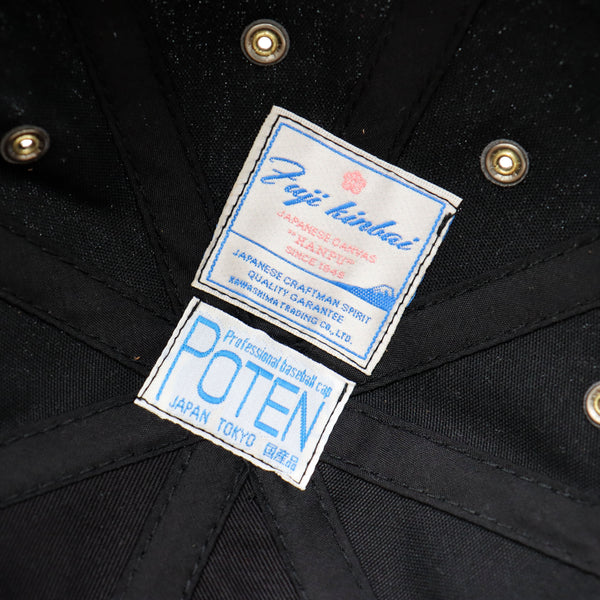 Fuji kinbai
JAPANESE CANVAS
"HANPU"
SINCE 1945
JAPANESE CRAFTMAN SPIRIT
QUALITY GARANTEE
KAWASHIMA TRADING CO., LTD.
Professional baseball cap
POTEN
JAPAN TOKYO 国産品